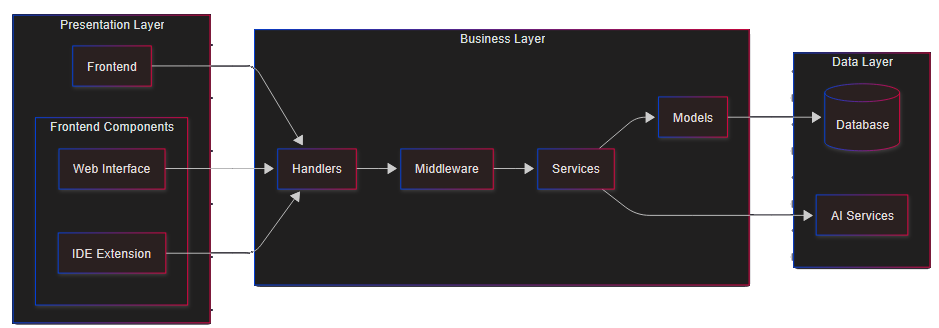 Presentation Layer
Frontend
Frontend Components
Web Interface
IDE Extension
Business Layer
Handlers
Middleware
Services
Models
Data Layer
Database
AI Services